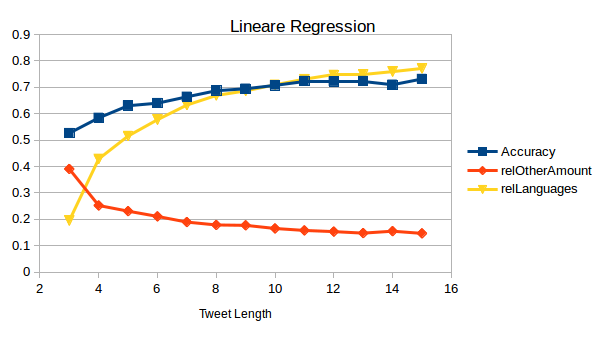 Lineare Regression
0.9
0.8
0.7
0.6
0.5
0.4
0.3
0.2
0.1
0
2 4 6 8 10 12 14 16
Tweet Length
Accuracy
relOtherAmount
relLanguages